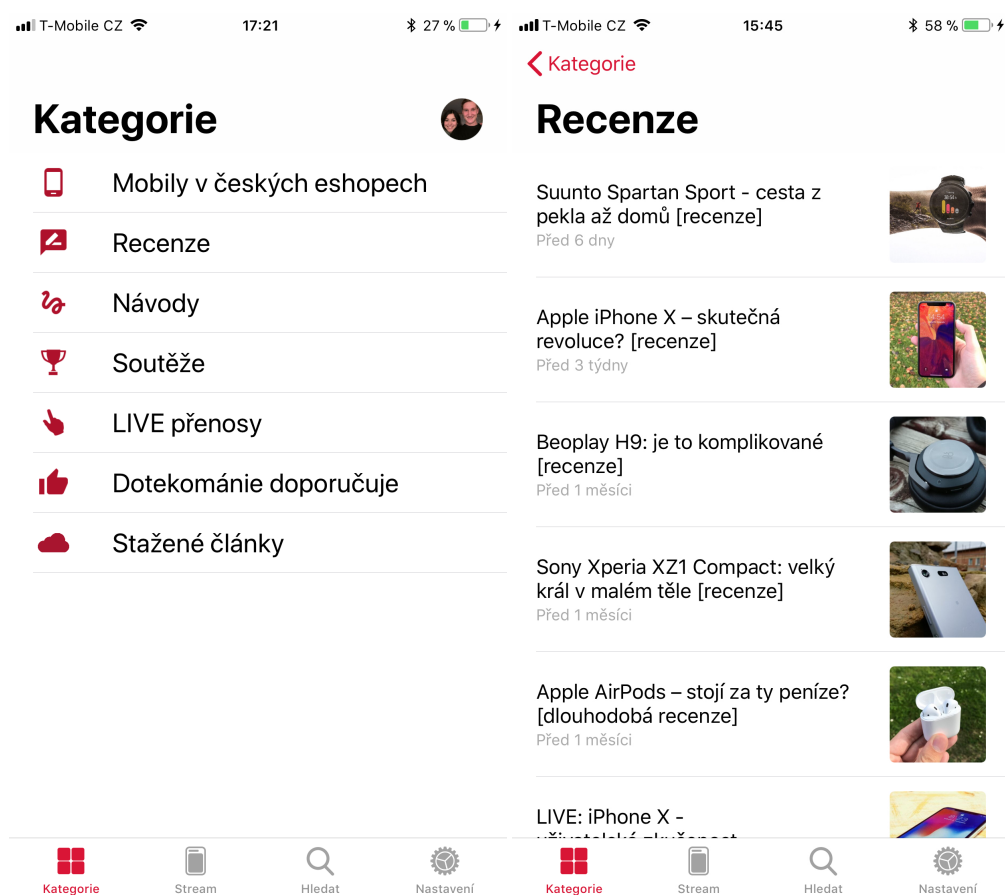 T-Mobile CZ 17:21 27 %
Kategorie
Mobily v českých eshopech
Recenze
Návody
Soutěže
LIVE přenosy
Dotekománie doporučuje
Stažené články
Kategorie Stream Hledat Nastavení
T-Mobile CZ 15:45 58 %
Kategorie
Recenze
Suunto Spartan Sport - cesta z
pekla až domů [recenze]
Před 6 dny
Apple iPhone X – skutečná
revoluce? [recenze]
Před 3 týdny
Beoplay H9: je to komplikované
[recenze]
Před 1 měsíci
Sony Xperia XZ1 Compact: velký
král v malém těle [recenze]
Před 1 měsíci
Apple AirPods – stojí za ty peníze?
[dlouhodobá recenze]
Před 1 měsíci
LIVE: iPhone X -
uživatelská zkušenost
Kategorie Stream Hledat Nastavení